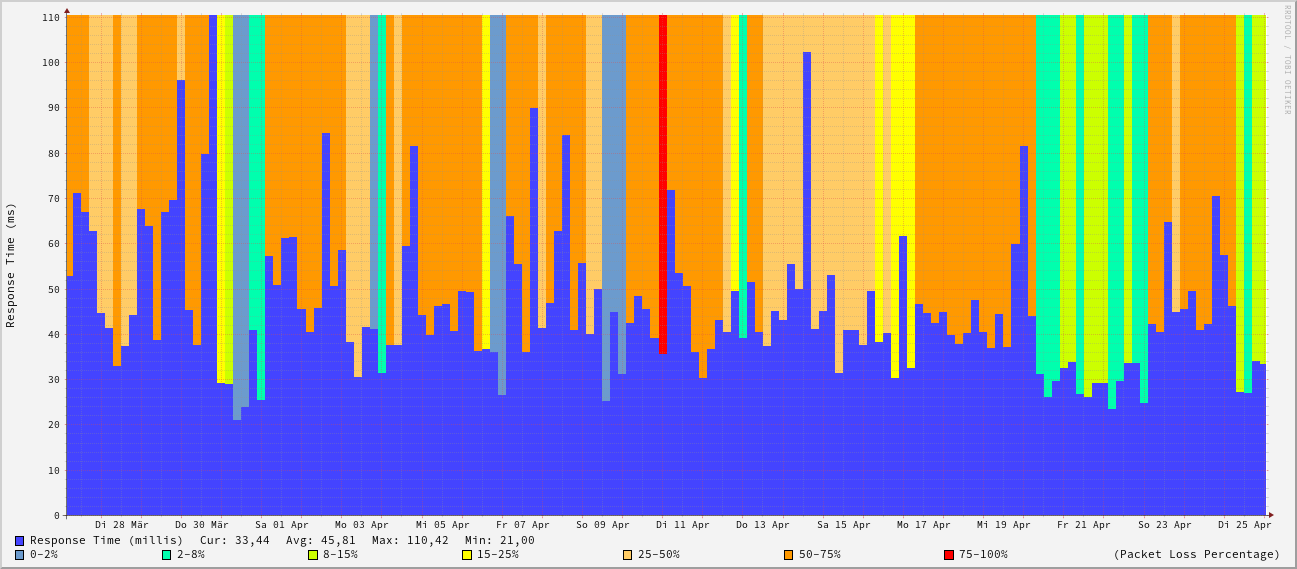 RRDTOOL / TOBI OETIKER
Response Time (ms)
110
100
90
80
70
60
50
40
30
20
10
0
Di 28 Mär Do 30 Mär Sa 01 Apr Mo 03 Apr Mi 05 Apr Fr 07 Apr So 09 Apr Di 11 Apr Do 13 Apr Sa 15 Apr Mo 17 Apr Mi 19 Apr Fr 21 Apr So 23 Apr Di 25 Apr
Response Time (millis) Cur: 33,44 Avg: 45,81 Max: 110,42 Min: 21,00
0-2% 2-8% 8-15% 15-25% 25-50% 50-75% 75-100% (Packet Loss Percentage)